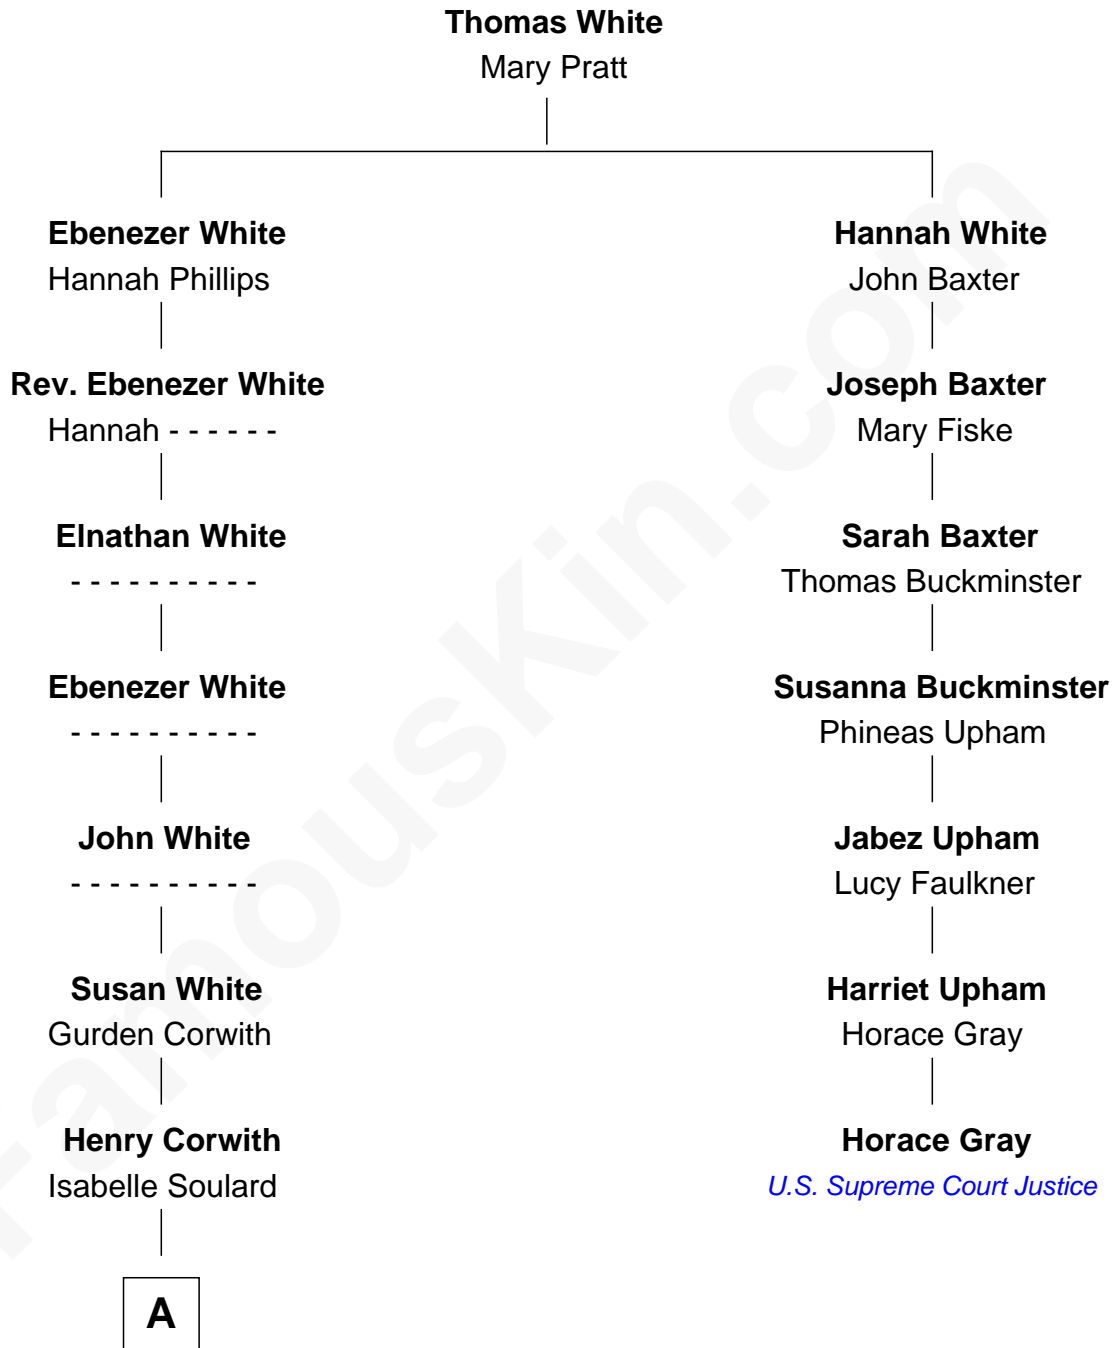 Thomas White
Mary Pratt
Ebenezer White
Hannah Phillips
Hannah White
John Baxter
Rev. Ebenezer White
Hannah - - - - - -
Joseph Baxter
Mary Fiske
Elnathan White
- - - - - - - - - -
Sarah Baxter
Thomas Buckminster
Ebenezer White
- - - - - - - - - -
Susanna Buckminster
Phineas Upham
John White
- - - - - - - - - -
Jabez Upham
Lucy Faulkner
Susan White
Gurden Corwith
Harriet Upham
Horace Gray
Henry Corwith
Isabelle Soulard
Horace Gray
U.S. Supreme Court Justice
A
FamousKin.com